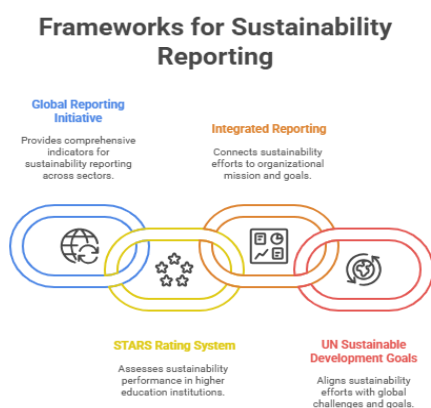 Frameworks for Sustainability
Reporting
Global Reporting
Initiative
Provides comprehensive
indicators for
sustainability reporting
across sectors.
Integrated Reporting
Connects sustainability
efforts to organizational
mission and goals.
STARS Rating System
Assesses sustainability
performance in higher
education institutions.
UN Sustainable
Development Goals
Aligns sustainability
efforts with global
challenges and goals.